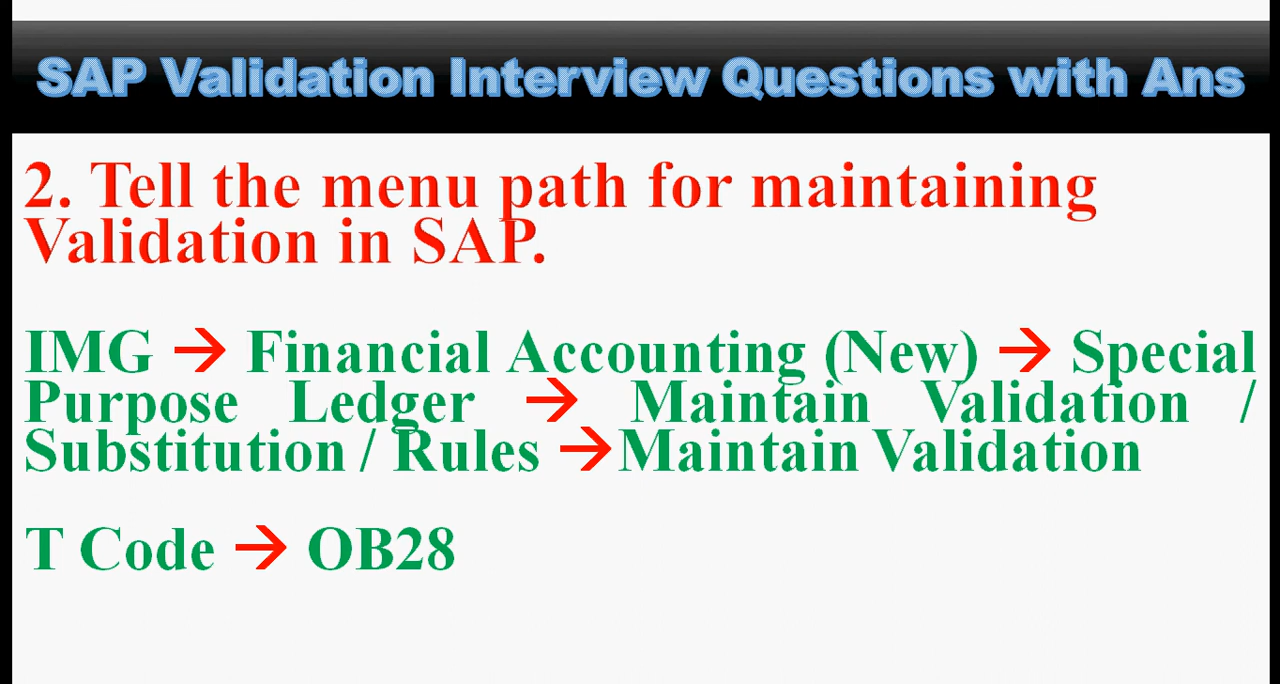 SAP Validation Interview Questions with Ans
2. Tell the menu path for maintaining
Validation in SAP.
IMG → Financial Accounting (New) → Special
Purpose Ledger → Maintain Validation /
Substitution / Rules →Maintain Validation
T Code → OB28